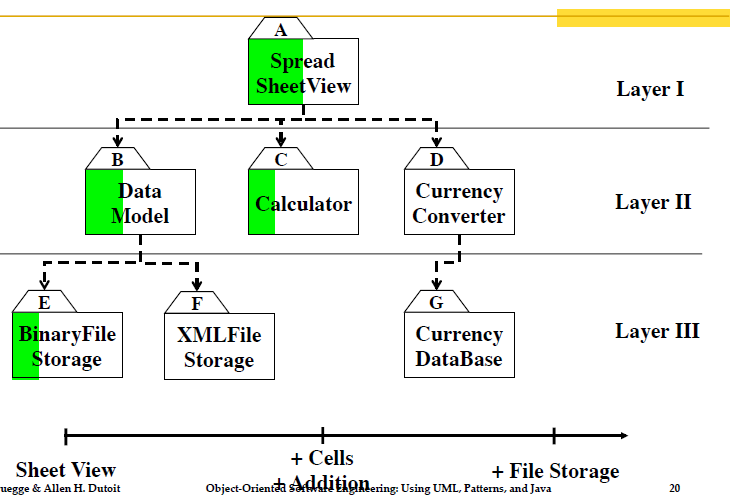 A
Spread
SheetView
Layer I
B
C
D
Data
Model
Calculator
Currency
Converter
Layer II
E
F
G
BinaryFile
Storage
XMLFile
Storage
Currency
DataBase
Layer III
Sheet View
+ Cells
+ Addition
+ File Storage
uegge & Allen H. Dutoit
Object-Oriented Software Engineering: Using UML, Patterns, and Java
20